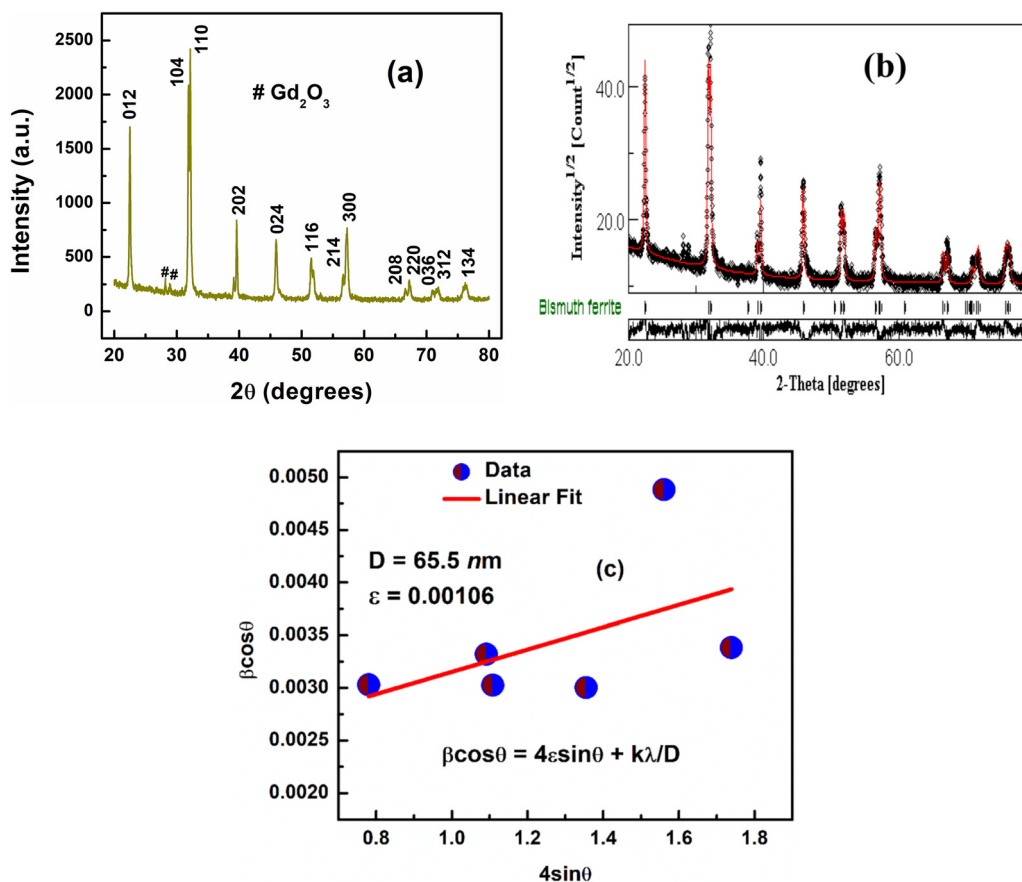 (a)
# Gd2O3
012
104
110
202
024
116
214
300
208
220
036
312
134
# #
2500
2000
1500
1000
500
0
Intensity (a.u.)
20 30 40 50 60 70 80
2θ (degrees)
(b)
40.0
20.0
Intensity^1/2 [Count^1/2]
Bismuth ferrite
20.0 40.0 60.0
2-Theta [degrees]
Data
Linear Fit
(c)
D = 65.5 nm
ε = 0.00106
βcosθ = 4εsinθ + kλ/D
0.0050
0.0045
0.0040
0.0035
0.0030
0.0025
0.0020
βcosθ
0.8 1.0 1.2 1.4 1.6 1.8
4sinθ